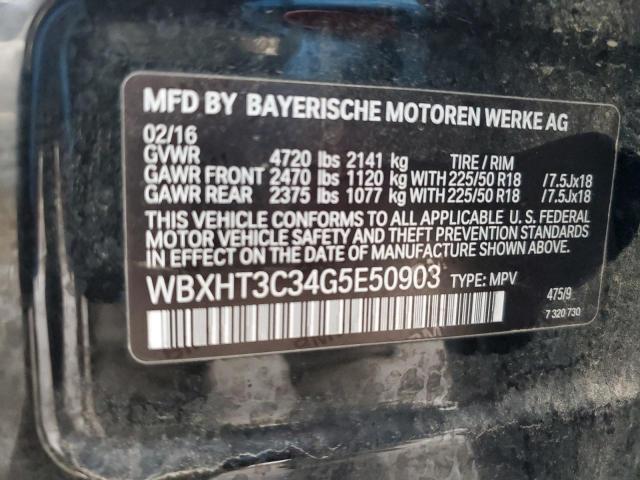 MFD BY BAYERISCHE MOTOREN WERKE AG
02/16
GVWR 4720 lbs 2141 kg TIRE / RIM
GAWR FRONT 2470 lbs 1120 kg WITH 225/50 R18 /7.5Jx18
GAWR REAR 2375 lbs 1077 kg WITH 225/50 R18 /7.5Jx18
THIS VEHICLE CONFORMS TO ALL APPLICABLE U. S. FEDERAL
MOTOR VEHICLE SAFETY AND THEFT PREVENTION STANDARDS
IN EFFECT ON THE DATE OF MANUFACTURE SHOWN ABOVE.
WBXHT3C34G5E50903 TYPE: MPV
475/9
7 320 730